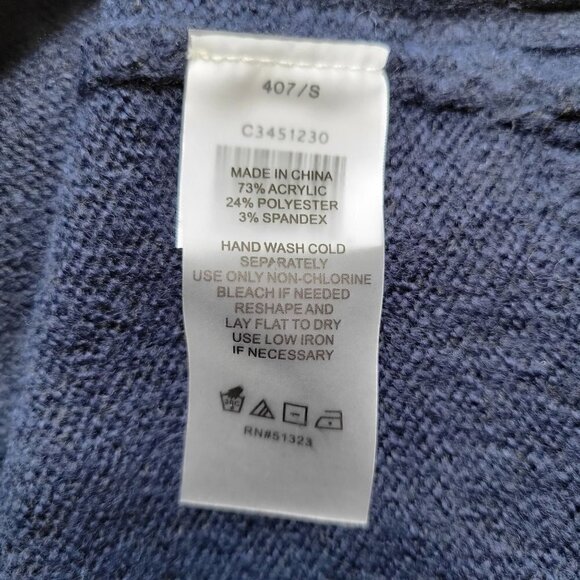 407/S
C3451230
MADE IN CHINA
73% ACRYLIC
24% POLYESTER
3% SPANDEX
HAND WASH COLD
SEPARATELY
USE ONLY NON-CHLORINE
BLEACH IF NEEDED
RESHAPE AND
LAY FLAT TO DRY
USE LOW IRON
IF NECESSARY
RN#51323